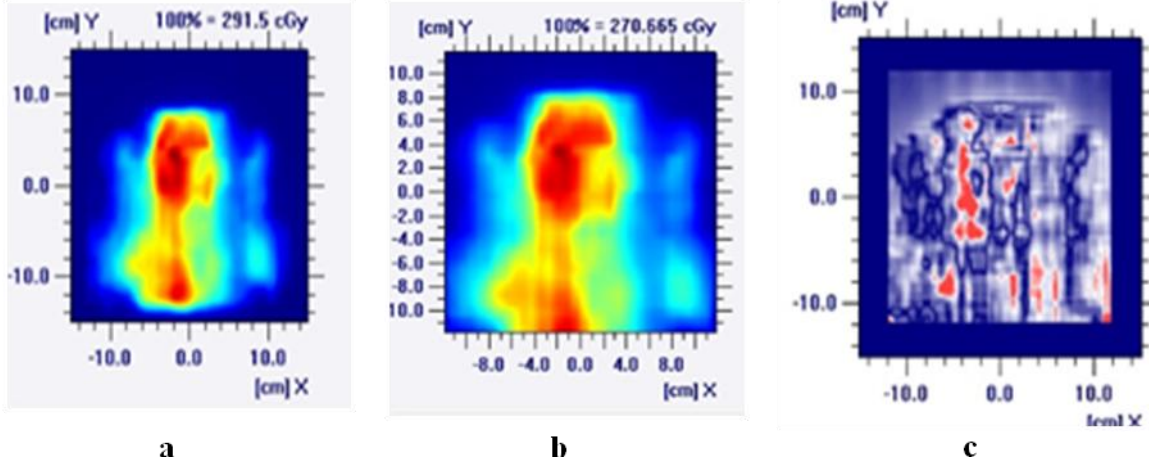 [cm] Y 100% = 291.5 cGy
10.0
0.0
-10.0
-10.0 0.0 10.0
[cm] X
a
[cm] Y 100% = 270.665 cGy
10.0
8.0
6.0
4.0
2.0
0.0
-2.0
-4.0
-6.0
-8.0
10.0
-8.0 -4.0 0.0 4.0 8.0
[cm] X
b
[cm] Y
10.0
0.0
-10.0
-10.0 0.0 10.0
[cm] X
c